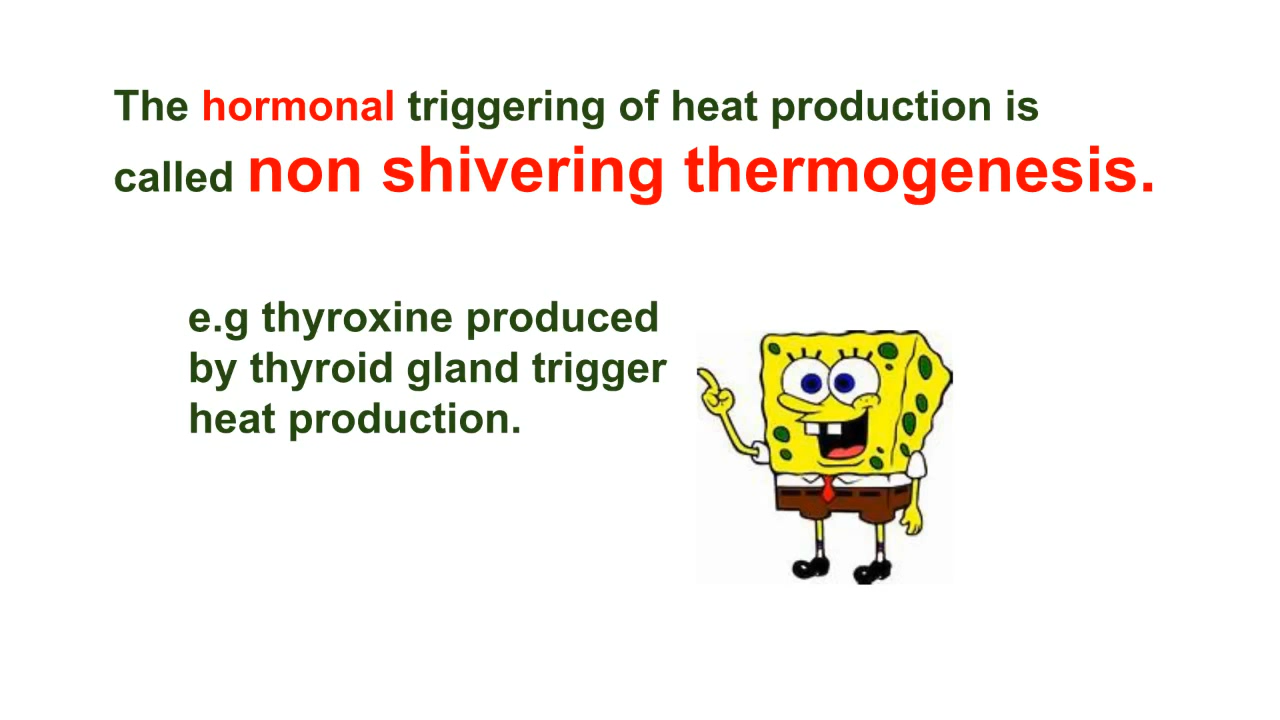 The hormonal triggering of heat production is
called non shivering thermogenesis.
e.g thyroxine produced
by thyroid gland trigger
heat production.